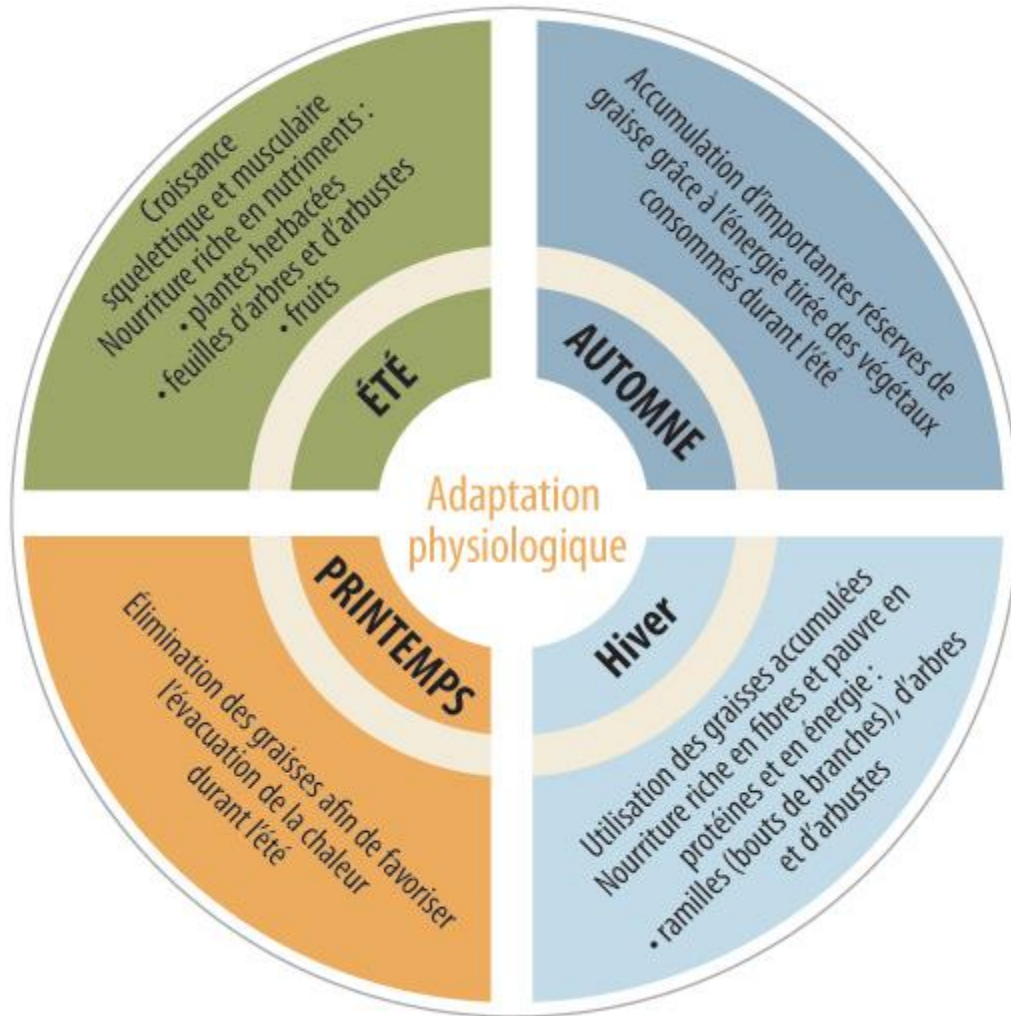 Croissance
squelettique et musculaire
Nourriture riche en nutriments :
• plantes herbacées
• feuilles d'arbres et d'arbustes
• fruits
ÉTÉ
Accumulation d'importantes réserves de
graisse grâce à l'énergie tirée des végétaux
consommés durant l'été
AUTOMNE
Adaptation
physiologique
PRINTEMPS
Élimination des graisses afin de favoriser
l'évacuation de la chaleur
durant l'été
Hiver
Utilisation des graisses accumulées
Nourriture riche en fibres et pauvre en
protéines et en énergie :
• ramilles (bouts de branches), d'arbres
et d'arbustes